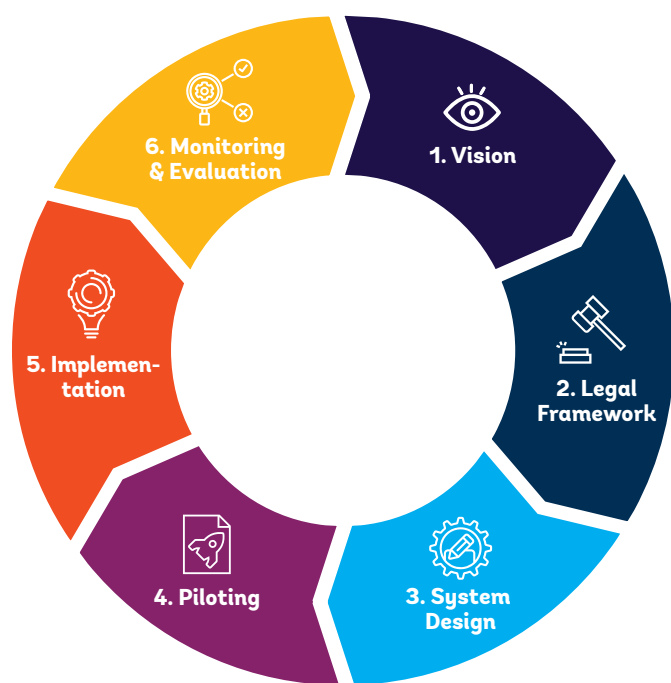 1. Vision
2. Legal
Framework
3. System
Design
4. Piloting
5. Implemen-
tation
6. Monitoring
& Evaluation